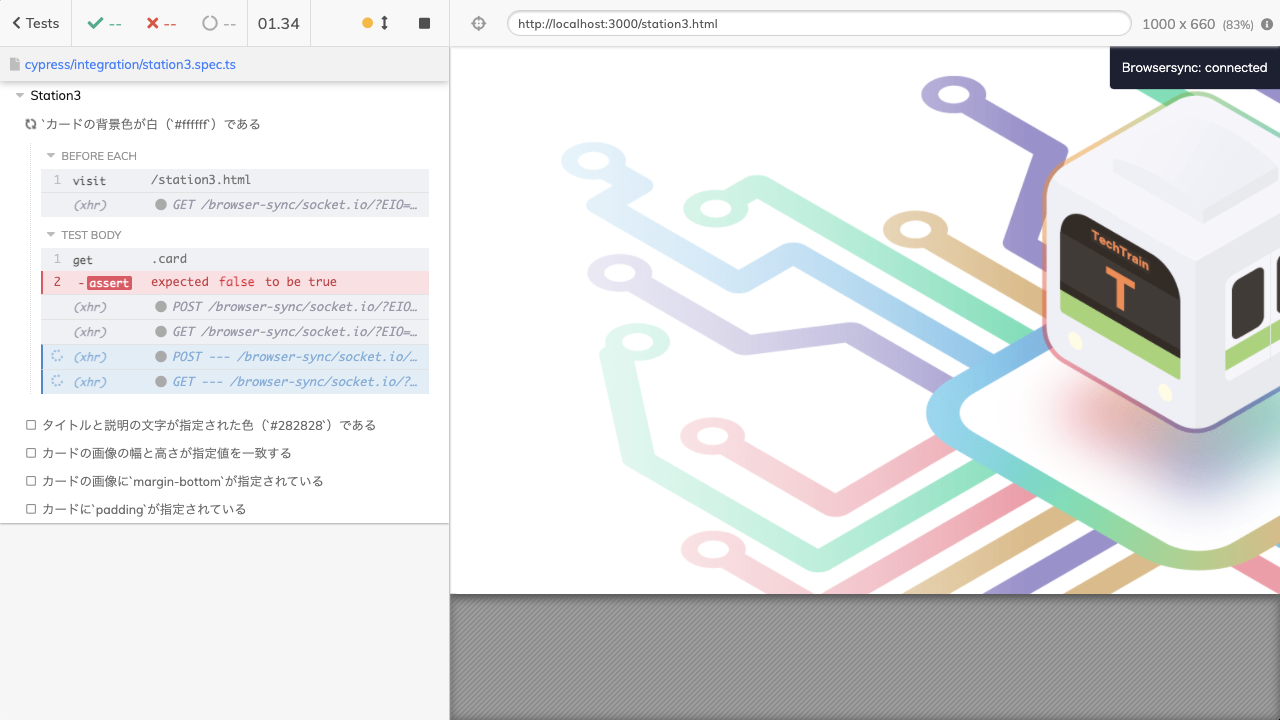 Tests
--
--
--
01.34
http://localhost:3000/station3.html
1000 x 660 (83%)
cypress/integration/station3.spec.ts
Browsersync: connected
Station3
`カードの背景色が白（`#ffffff`）である
BEFORE EACH
1 visit /station3.html
(xhr) GET /browser-sync/socket.io/?EIO=…
TEST BODY
1 get .card
2 -assert expected false to be true
(xhr) POST /browser-sync/socket.io/?EIO…
(xhr) GET /browser-sync/socket.io/?EIO=…
(xhr) POST --- /browser-sync/socket.io/…
(xhr) GET --- /browser-sync/socket.io/?…
タイトルと説明の文字が指定された色（`#282828`）である
カードの画像の幅と高さが指定値を一致する
カードの画像に`margin-bottom`が指定されている
カードに`padding`が指定されている
TechTrain
T